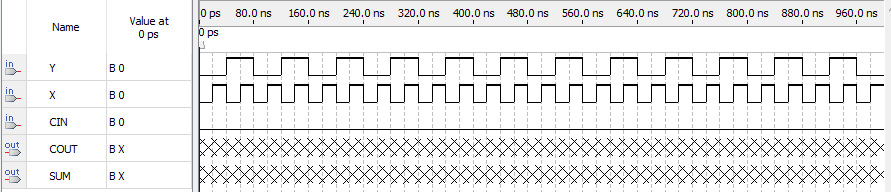 Name
Value at
0 ps
0 ps 80.0 ns 160.0 ns 240.0 ns 320.0 ns 400.0 ns 480.0 ns 560.0 ns 640.0 ns 720.0 ns 800.0 ns 880.0 ns 960.0 ns
0 ps
in Y B 0
in X B 0
in CIN B 0
out COUT B X
out SUM B X